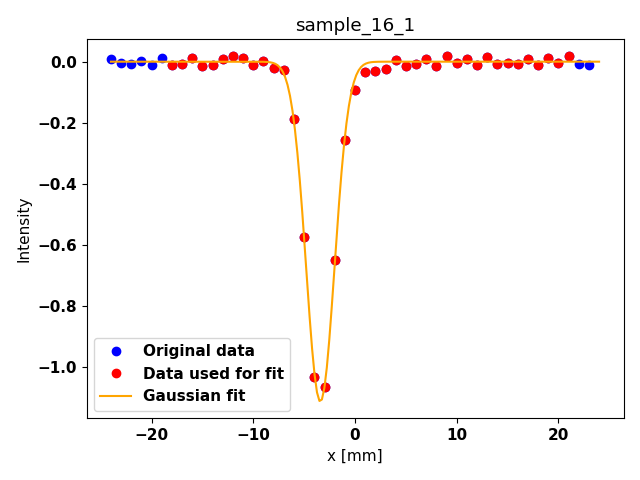 sample_16_1
0.0
−0.2
−0.4
−0.6
−0.8
−1.0
Intensity
Original data
Data used for fit
Gaussian fit
−20
−10
0
10
20
x [mm]